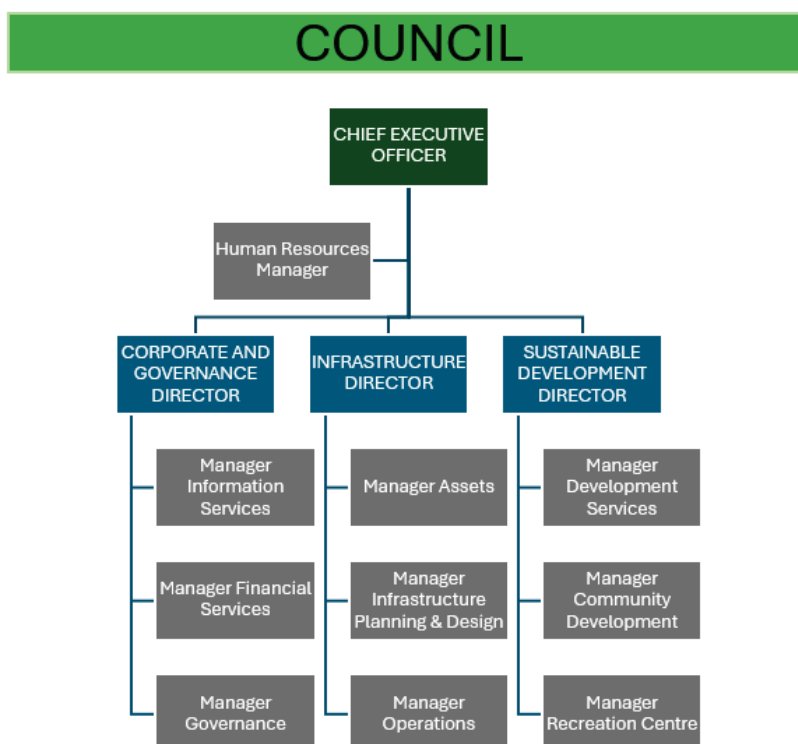 COUNCIL
CHIEF EXECUTIVE
OFFICER
Human Resources
Manager
CORPORATE AND
GOVERNANCE
DIRECTOR
INFRASTRUCTURE
DIRECTOR
SUSTAINABLE
DEVELOPMENT
DIRECTOR
Manager
Information
Services
Manager Assets
Manager
Development
Services
Manager Financial
Services
Manager
Infrastructure
Planning & Design
Manager
Community
Development
Manager
Governance
Manager
Operations
Manager
Recreation Centre